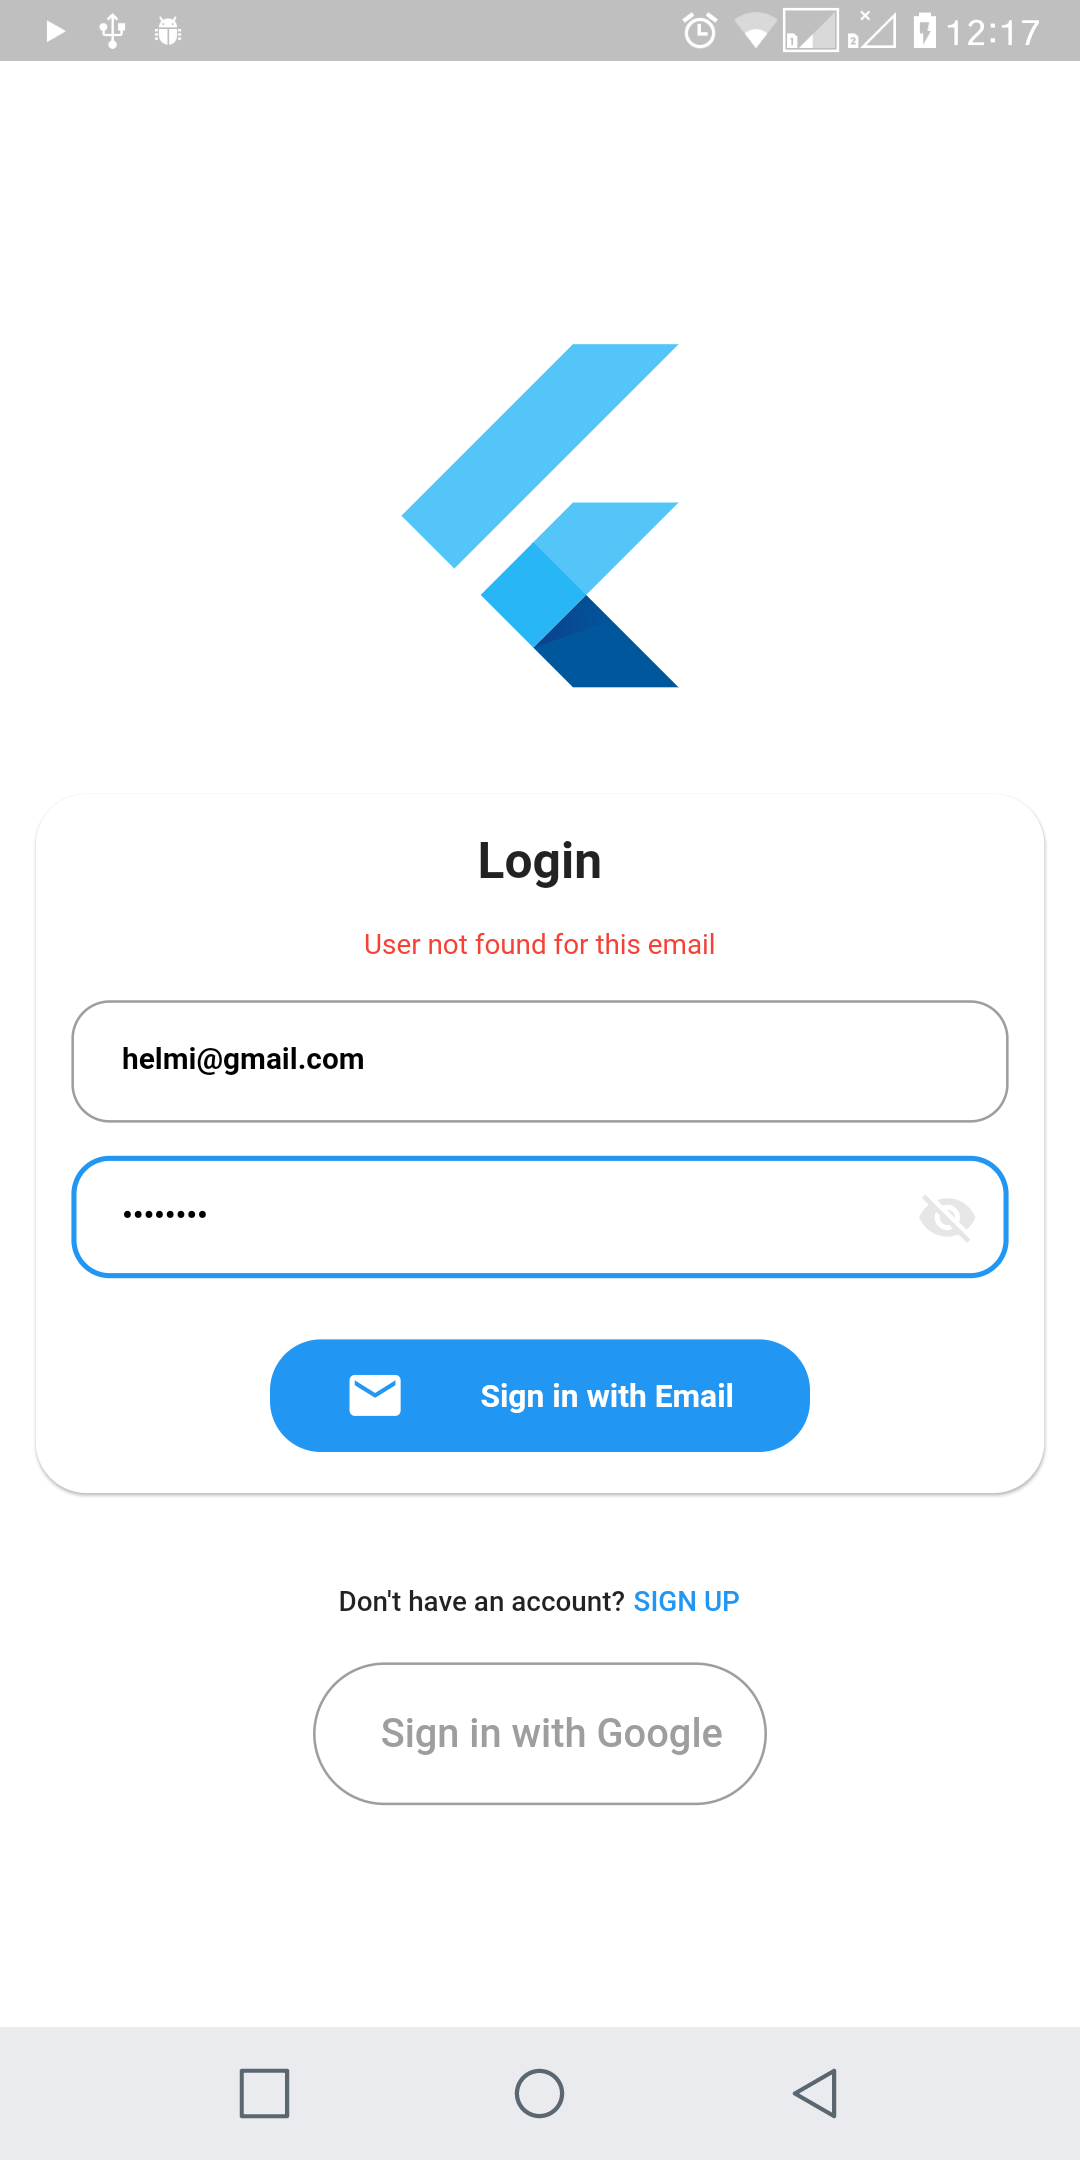 12:17
Login
User not found for this email
helmi@gmail.com
••••••••
Sign in with Email
Don't have an account? SIGN UP
Sign in with Google